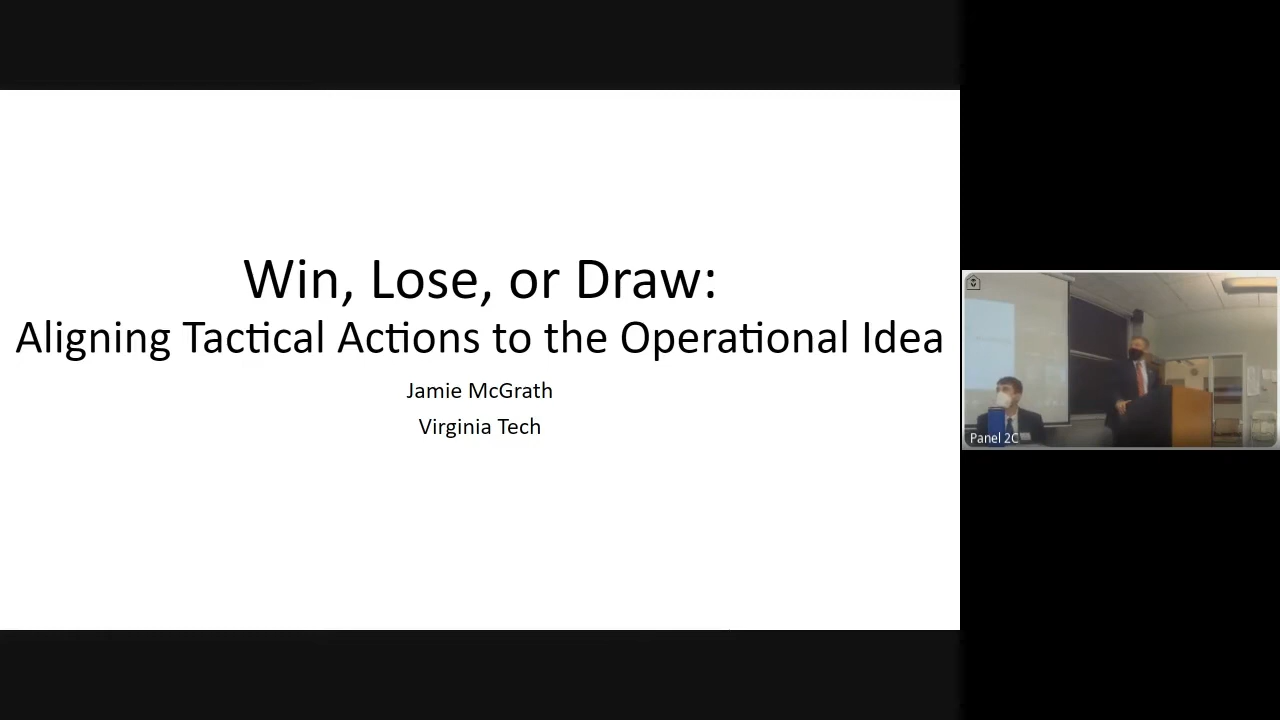 Win, Lose, or Draw:
Aligning Tactical Actions to the Operational Idea
Jamie McGrath
Virginia Tech
Panel 2C